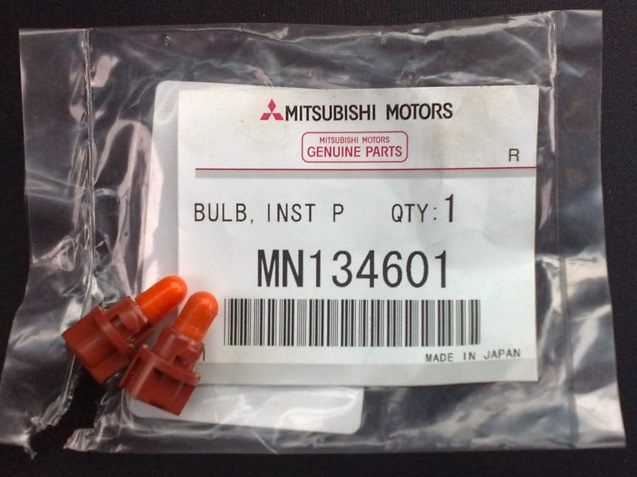 MITSUBISHI MOTORS
MITSUBISHI MOTORS
GENUINE PARTS
R
BULB, INST P QTY:1
MN134601
MADE IN JAPAN